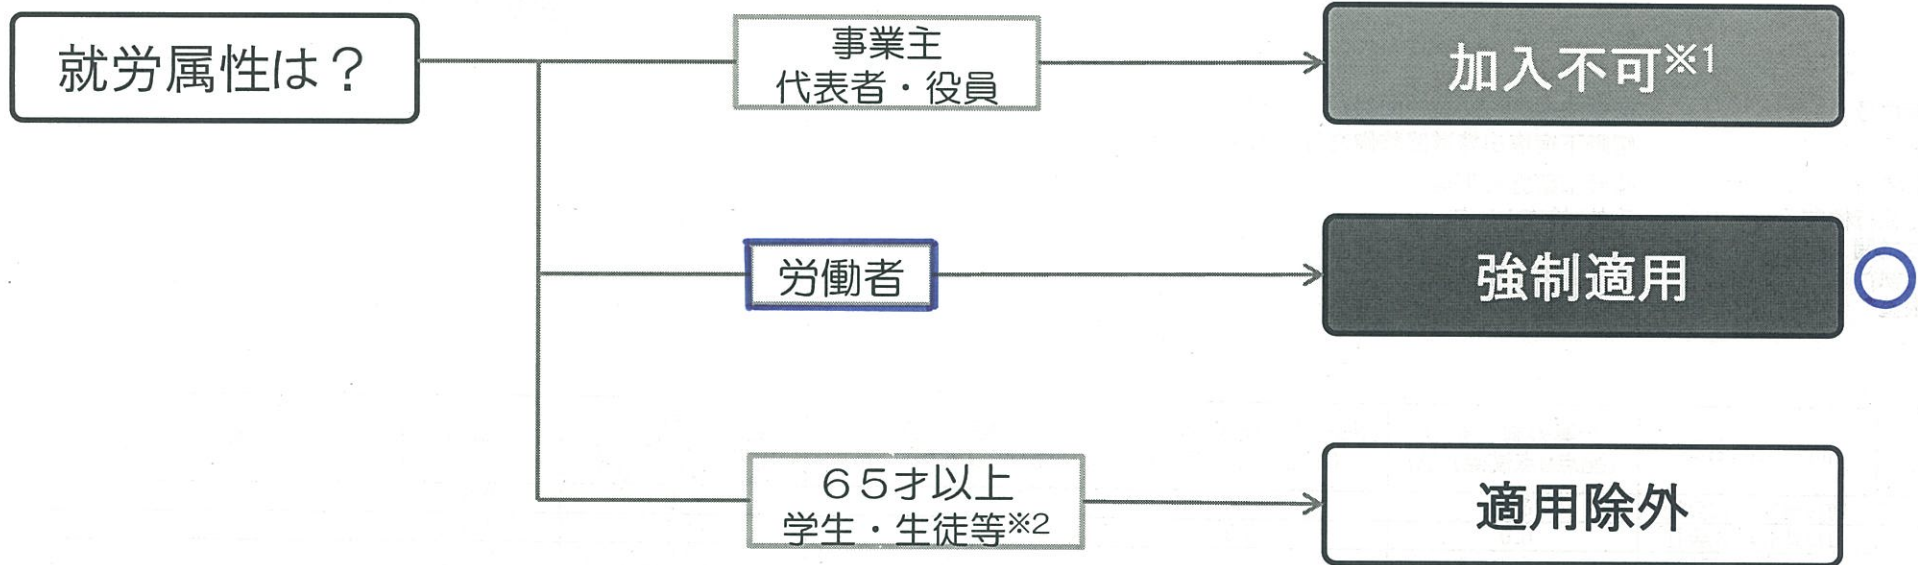 就労属性は？
事業主
代表者・役員
加入不可※1
労働者
強制適用
６５才以上
学生・生徒等※2
適用除外